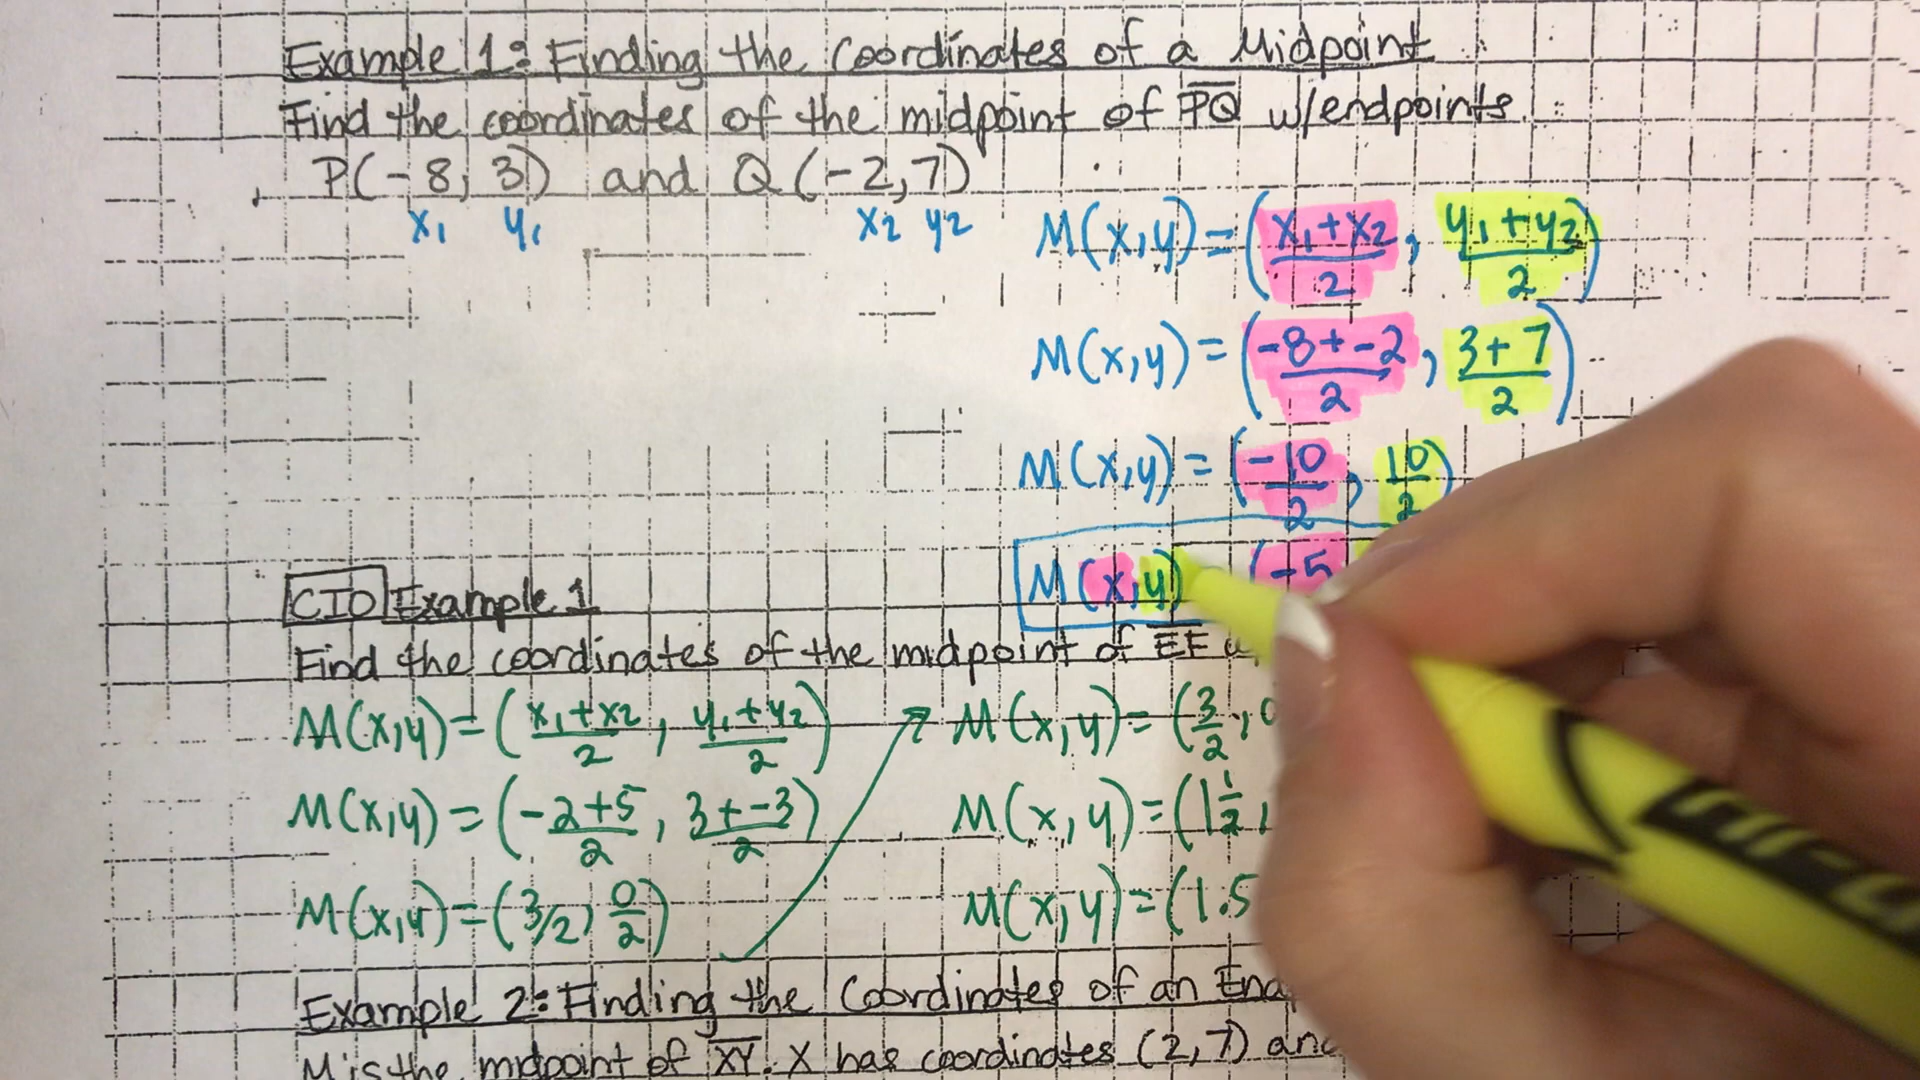 Example 1: Finding the Coordinates of a Midpoint
Find the coordinates of the midpoint of PQ w/endpoints
P(-8, 3) and Q(-2, 7)
x₁ y₁ x₂ y₂
M(x,y) = (x₁+x₂/2, y₁+y₂/2)
M(x,y) = (-8+-2/2, 3+7/2)
M(x,y) = (-10/2, 10/2)
M(x,y) (-5
CIO Example 1
Find the coordinates of the midpoint of EF
M(x,y) = (x₁+x₂/2, y₁+y₂/2)
M(x,y) = (-2+5/2, 3+-3/2)
M(x,y) = (3/2, 0/2)
M(x,y) = (3/2, 0
M(x,y) = (1 1/2,
M(x,y) = (1.5
Example 2: Finding the Coordinates of an
M is the midpoint of XY. X has coordinates (2,7) and